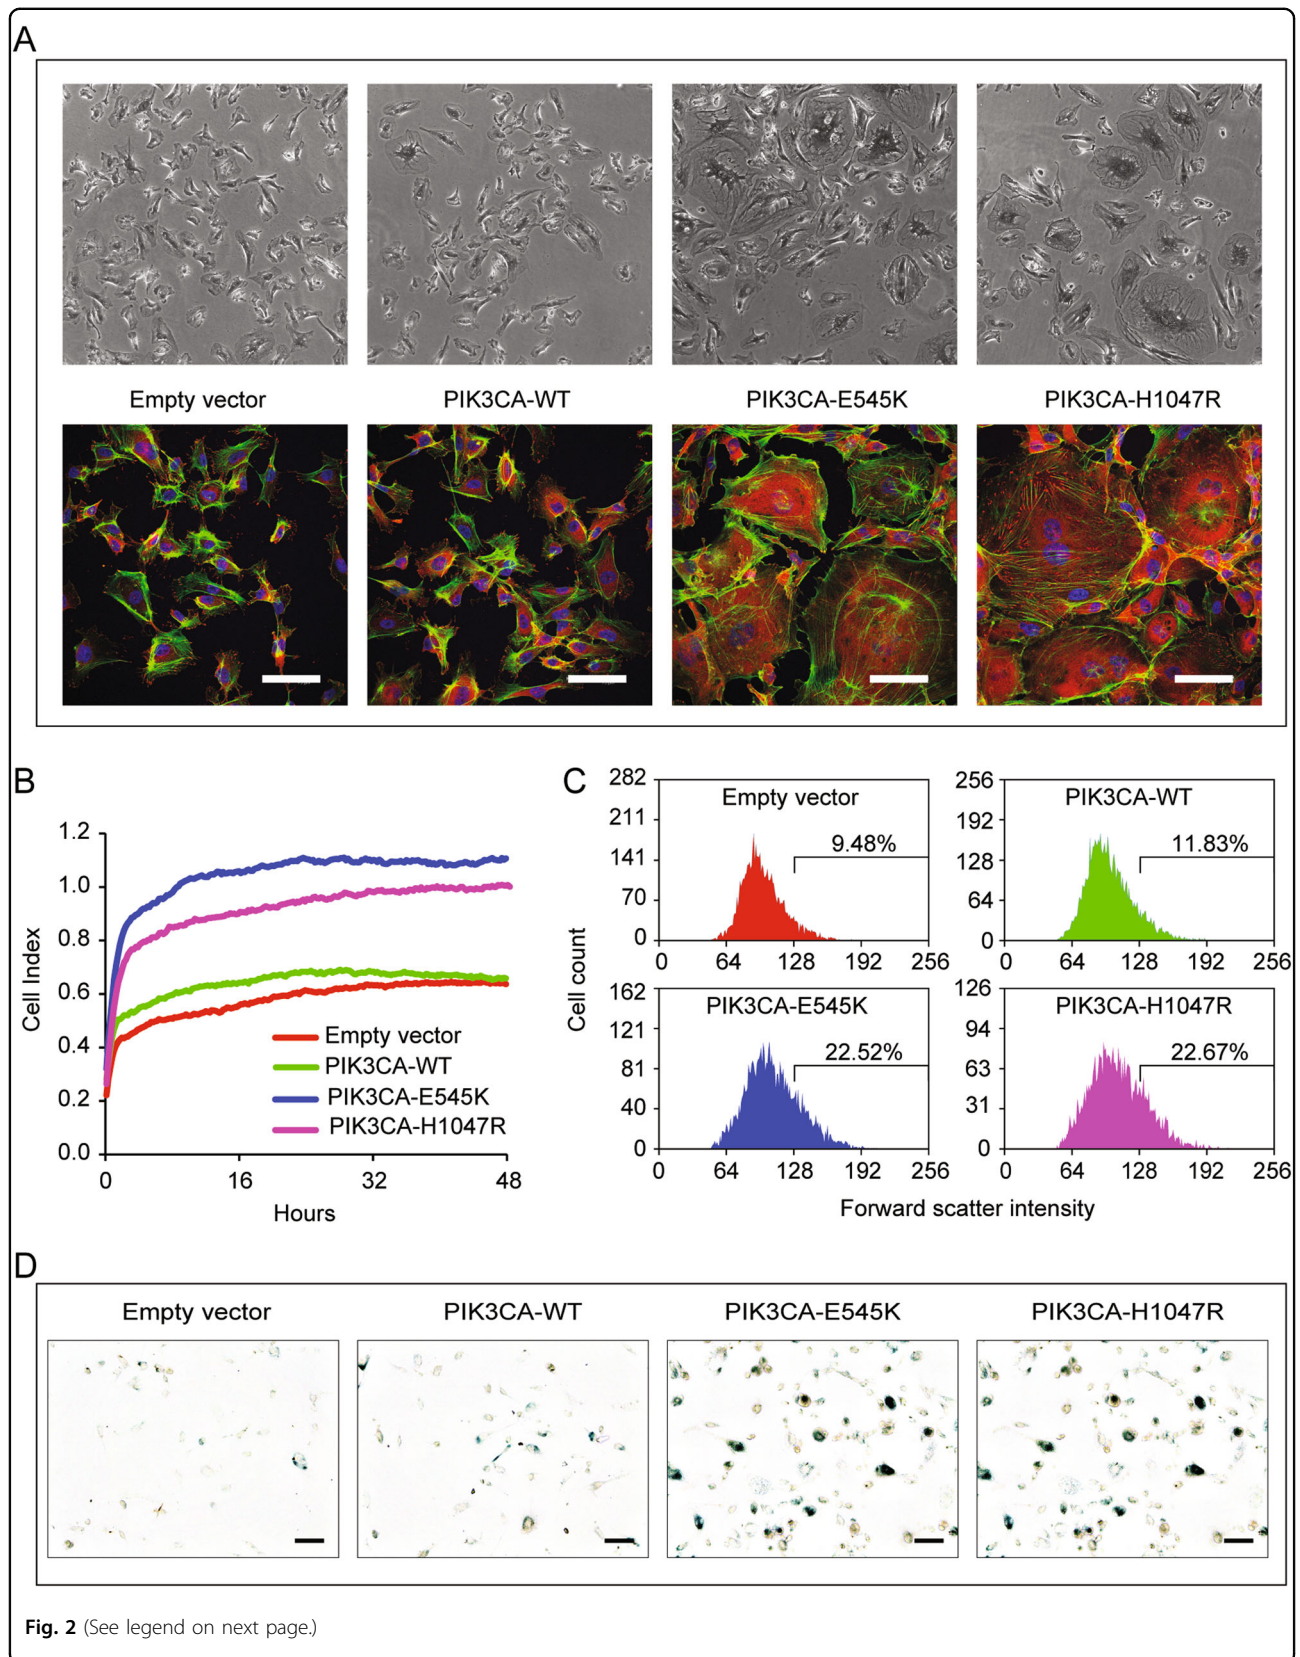 A
Empty vector
PIK3CA-WT
PIK3CA-E545K
PIK3CA-H1047R
B
1.2
1.0
0.8
0.6
0.4
0.2
0.0
Cell Index
Empty vector
PIK3CA-WT
PIK3CA-E545K
PIK3CA-H1047R
0 16 32 48
Hours
C
Cell count
282
211
141
70
0
Empty vector
9.48%
0 64 128 192 256
256
192
128
64
0
PIK3CA-WT
11.83%
0 64 128 192 256
162
121
81
40
0
PIK3CA-E545K
22.52%
0 64 128 192 256
126
94
63
31
0
PIK3CA-H1047R
22.67%
0 64 128 192 256
Forward scatter intensity
D
Empty vector
PIK3CA-WT
PIK3CA-E545K
PIK3CA-H1047R
Fig. 2 (See legend on next page.)